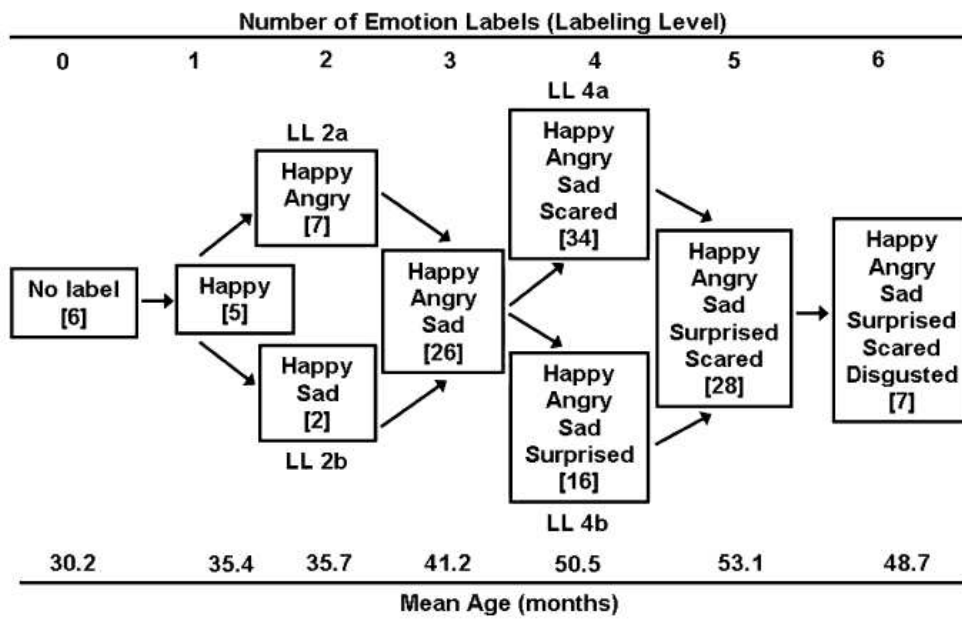 Number of Emotion Labels (Labeling Level)
0 1 2 3 4 5 6
No label
[6]
Happy
[5]
LL 2a
Happy
Angry
[7]
Happy
Sad
[2]
LL 2b
Happy
Angry
Sad
[26]
LL 4a
Happy
Angry
Sad
Scared
[34]
Happy
Angry
Sad
Surprised
[16]
LL 4b
Happy
Angry
Sad
Surprised
Scared
[28]
Happy
Angry
Sad
Surprised
Scared
Disgusted
[7]
30.2 35.4 35.7 41.2 50.5 53.1 48.7
Mean Age (months)